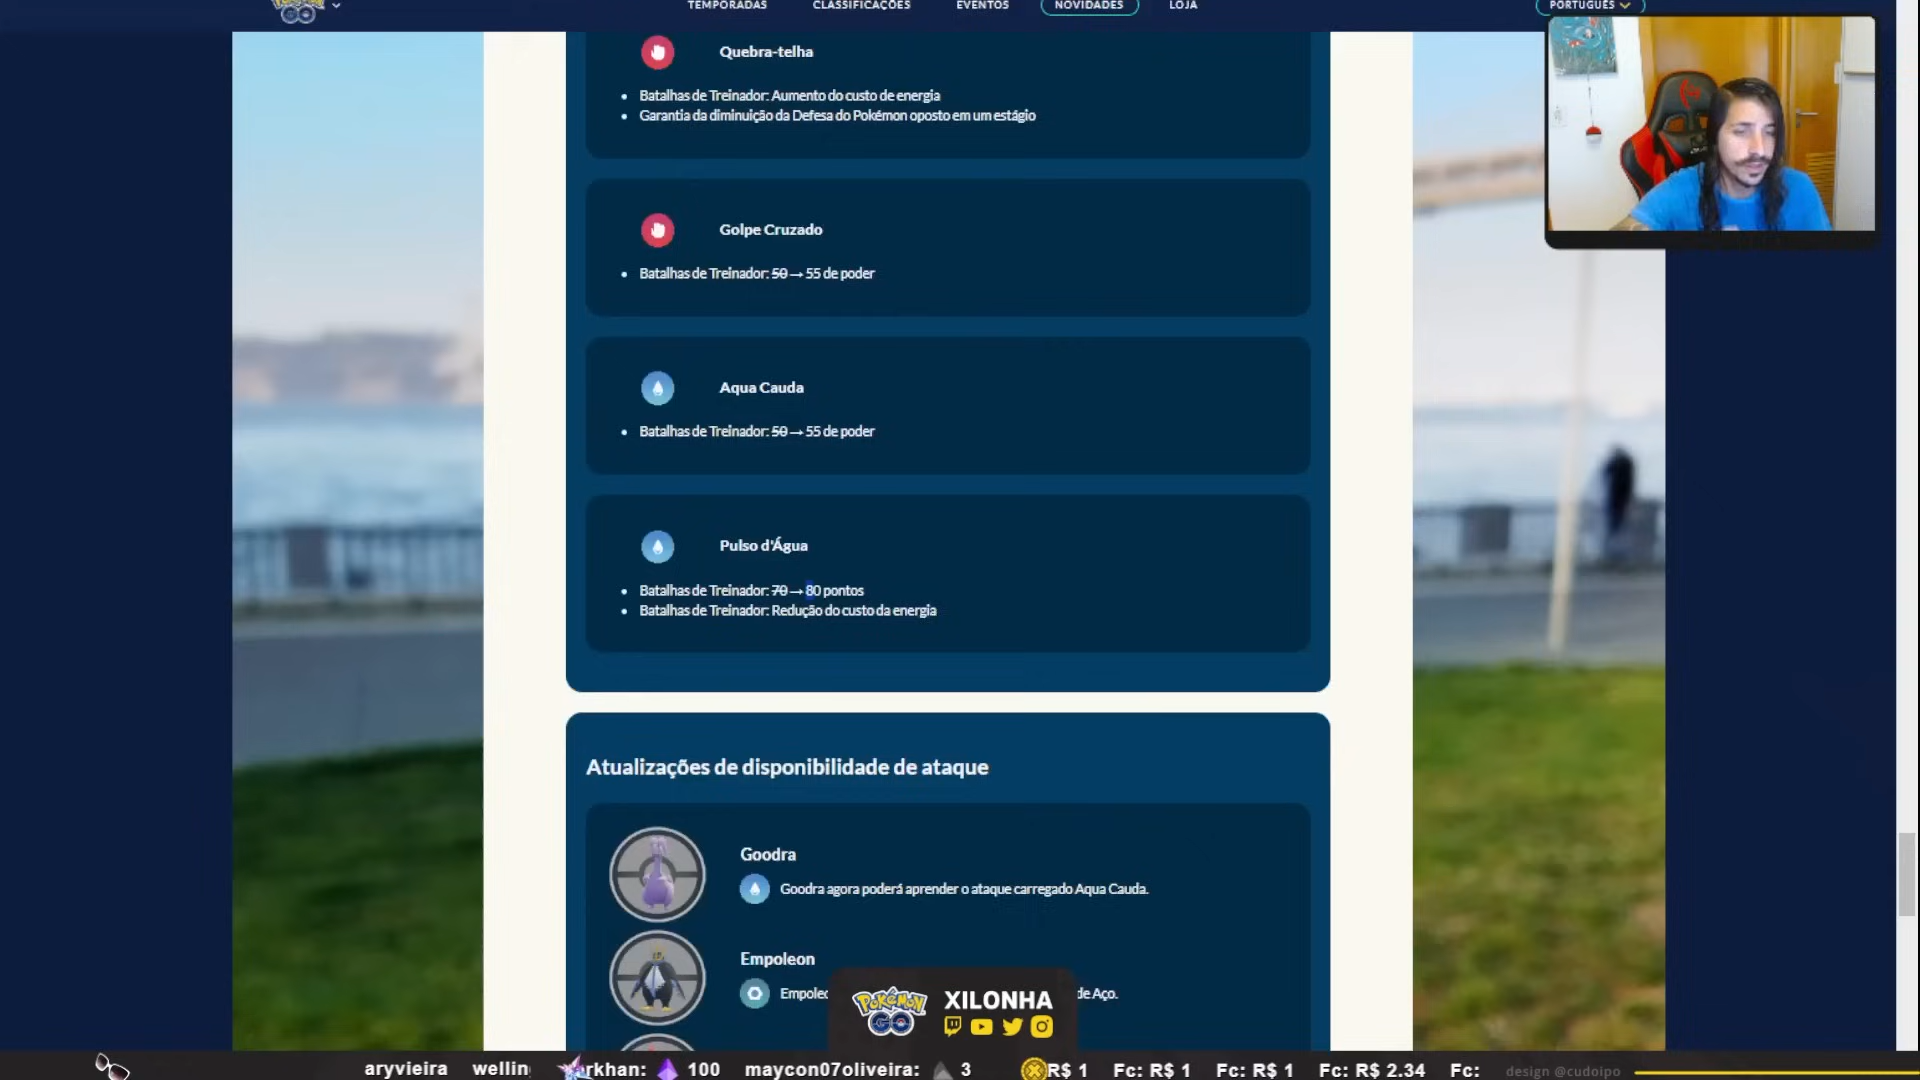 TEMPORADAS CLASSIFICAÇÕES EVENTOS NOVIDADES LOJA PORTUGUÊS
Quebra-telha
Batalhas de Treinador: Aumento do custo de energia
Garantia da diminuição da Defesa do Pokémon oposto em um estágio
Golpe Cruzado
Batalhas de Treinador: 50 → 55 de poder
Aqua Cauda
Batalhas de Treinador: 50 → 55 de poder
Pulso d'Água
Batalhas de Treinador: 70 → 80 pontos
Batalhas de Treinador: Redução do custo da energia
Atualizações de disponibilidade de ataque
Goodra
Goodra agora poderá aprender o ataque carregado Aqua Cauda.
Empoleon
de Aço.
POKÉMON GO XILONHA
aryvieira wellin rkhan: 100 maycon07oliveira: 3 R$ 1 Fc: R$ 1 Fc: R$ 1 Fc: R$ 2.34 Fc: design @cudoipo